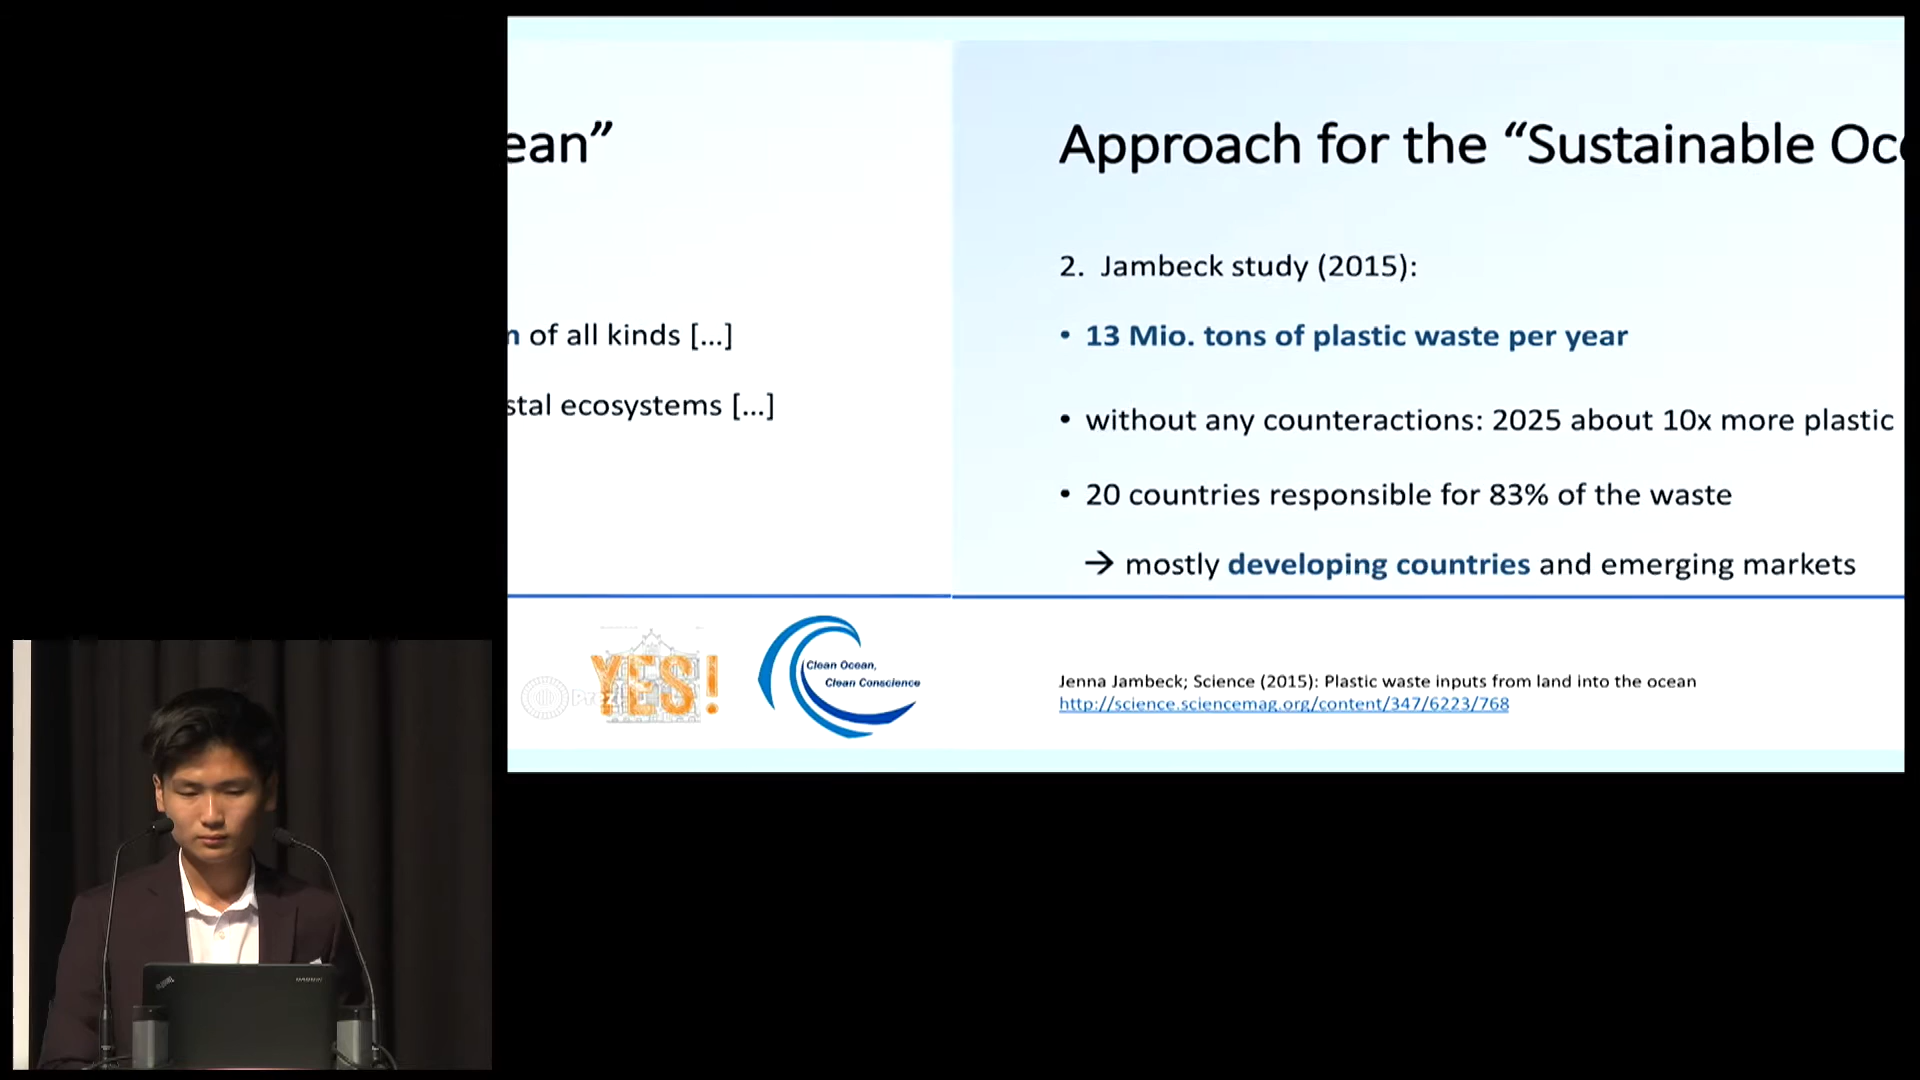 ean”
n of all kinds [...]
stal ecosystems [...]
YES!
Clean Ocean,
Clean Conscience
Approach for the “Sustainable Oc
2. Jambeck study (2015):
• 13 Mio. tons of plastic waste per year
• without any counteractions: 2025 about 10x more plastic
• 20 countries responsible for 83% of the waste
→ mostly developing countries and emerging markets
Jenna Jambeck; Science (2015): Plastic waste inputs from land into the ocean
http://science.sciencemag.org/content/347/6223/768